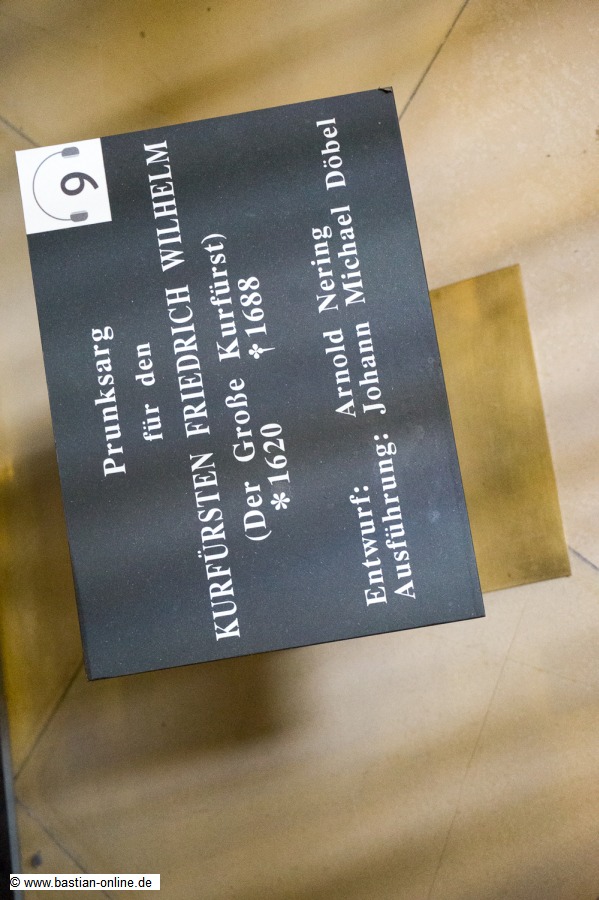 9
Prunksarg
für den
KURFÜRSTEN FRIEDRICH WILHELM
(Der Große Kurfürst)
*1620 †1688
Entwurf: Arnold Nering
Ausführung: Johann Michael Döbel
© www.bastian-online.de